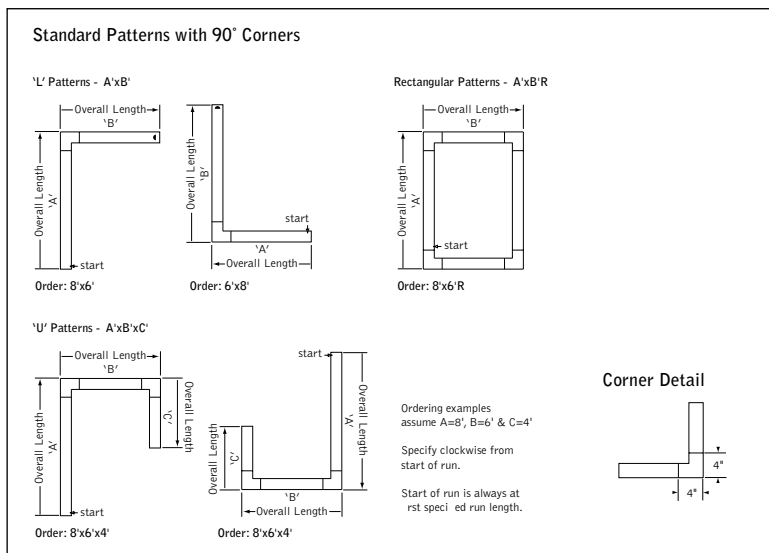 Standard Patterns with 90° Corners
‘L’ Patterns - A'xB'
Overall Length
‘B’
Overall Length
‘A’
start
Order: 8'x6'
Overall Length
‘B’
start
‘A’
Overall Length
Order: 6'x8'
Rectangular Patterns - A'xB'R
Overall Length
‘B’
Overall Length
‘A’
start
Order: 8'x6'R
‘U’ Patterns - A'xB'xC'
Overall Length
‘B’
Overall Length
‘A’
Overall Length
‘C’
start
Order: 8'x6'x4'
start
Overall Length
‘A’
Overall Length
‘C’
‘B’
Overall Length
Order: 8'x6'x4'
Ordering examples
assume A=8', B=6' & C=4'
Specify clockwise from
start of run.
Start of run is always at
rst speci ed run length.
Corner Detail
4"
4"